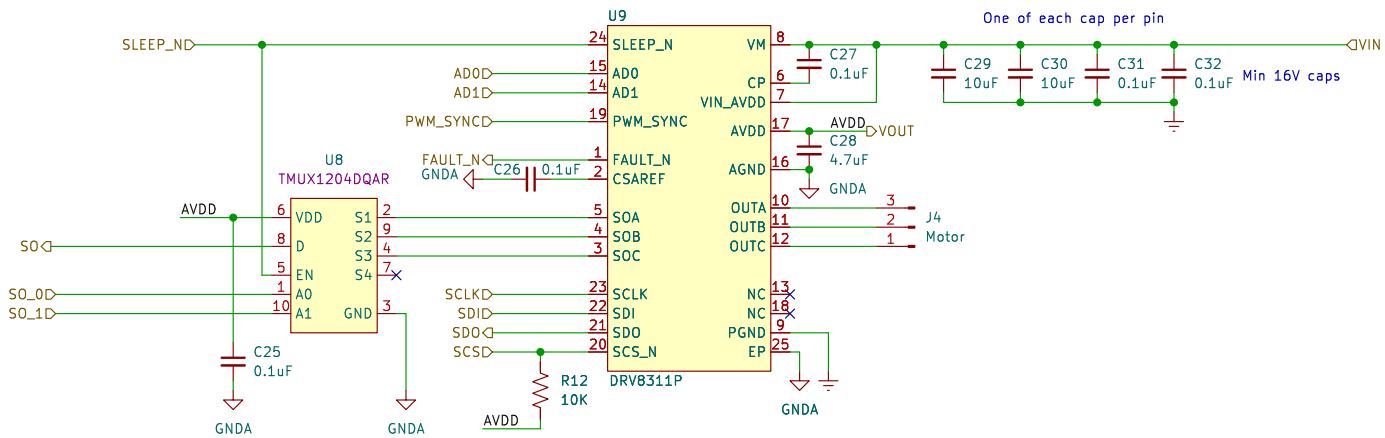 One of each cap per pin
U9
SLEEP_N
24
SLEEP_N
VM
8
C27
0.1uF
C29
10uF
C30
10uF
C31
0.1uF
C32
0.1uF
VIN
Min 16V caps
AD0
15
AD0
CP
6
AD1
14
AD1
VIN_AVDD
7
PWM_SYNC
19
PWM_SYNC
AVDD
17
AVDD
VOUT
C28
4.7uF
FAULT_N
1
FAULT_N
GNDA
C26
0.1uF
2
CSAREF
AGND
16
GNDA
U8
TMUX1204DQAR
AVDD
6
VDD
S1
2
5
SOA
OUTA
10
3
J4
Motor
S2
9
4
SOB
OUTB
11
2
SO
8
D
S3
4
3
SOC
OUTC
12
1
5
EN
S4
7
SO_0
1
A0
SCLK
23
SCLK
NC
13
SO_1
10
A1
GND
3
SDI
22
SDI
NC
18
SDO
21
SDO
PGND
9
SCS
20
SCS_N
EP
25
C25
0.1uF
R12
10K
DRV8311P
GNDA
AVDD
GNDA
GNDA